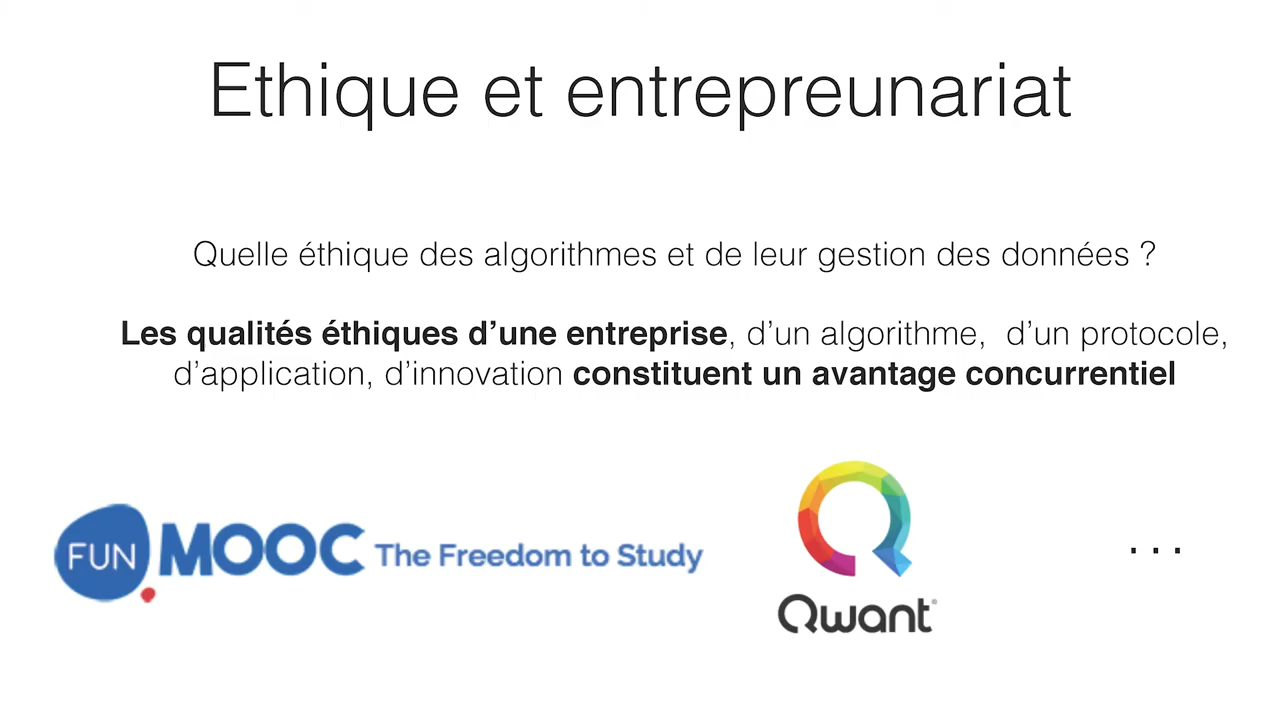 Ethique et entrepreunariat
Quelle éthique des algorithmes et de leur gestion des données ?
Les qualités éthiques d’une entreprise, d’un algorithme,  d’un protocole,
d’application, d’innovation constituent un avantage concurrentiel
FUN MOOC The Freedom to Study
Qwant®
...